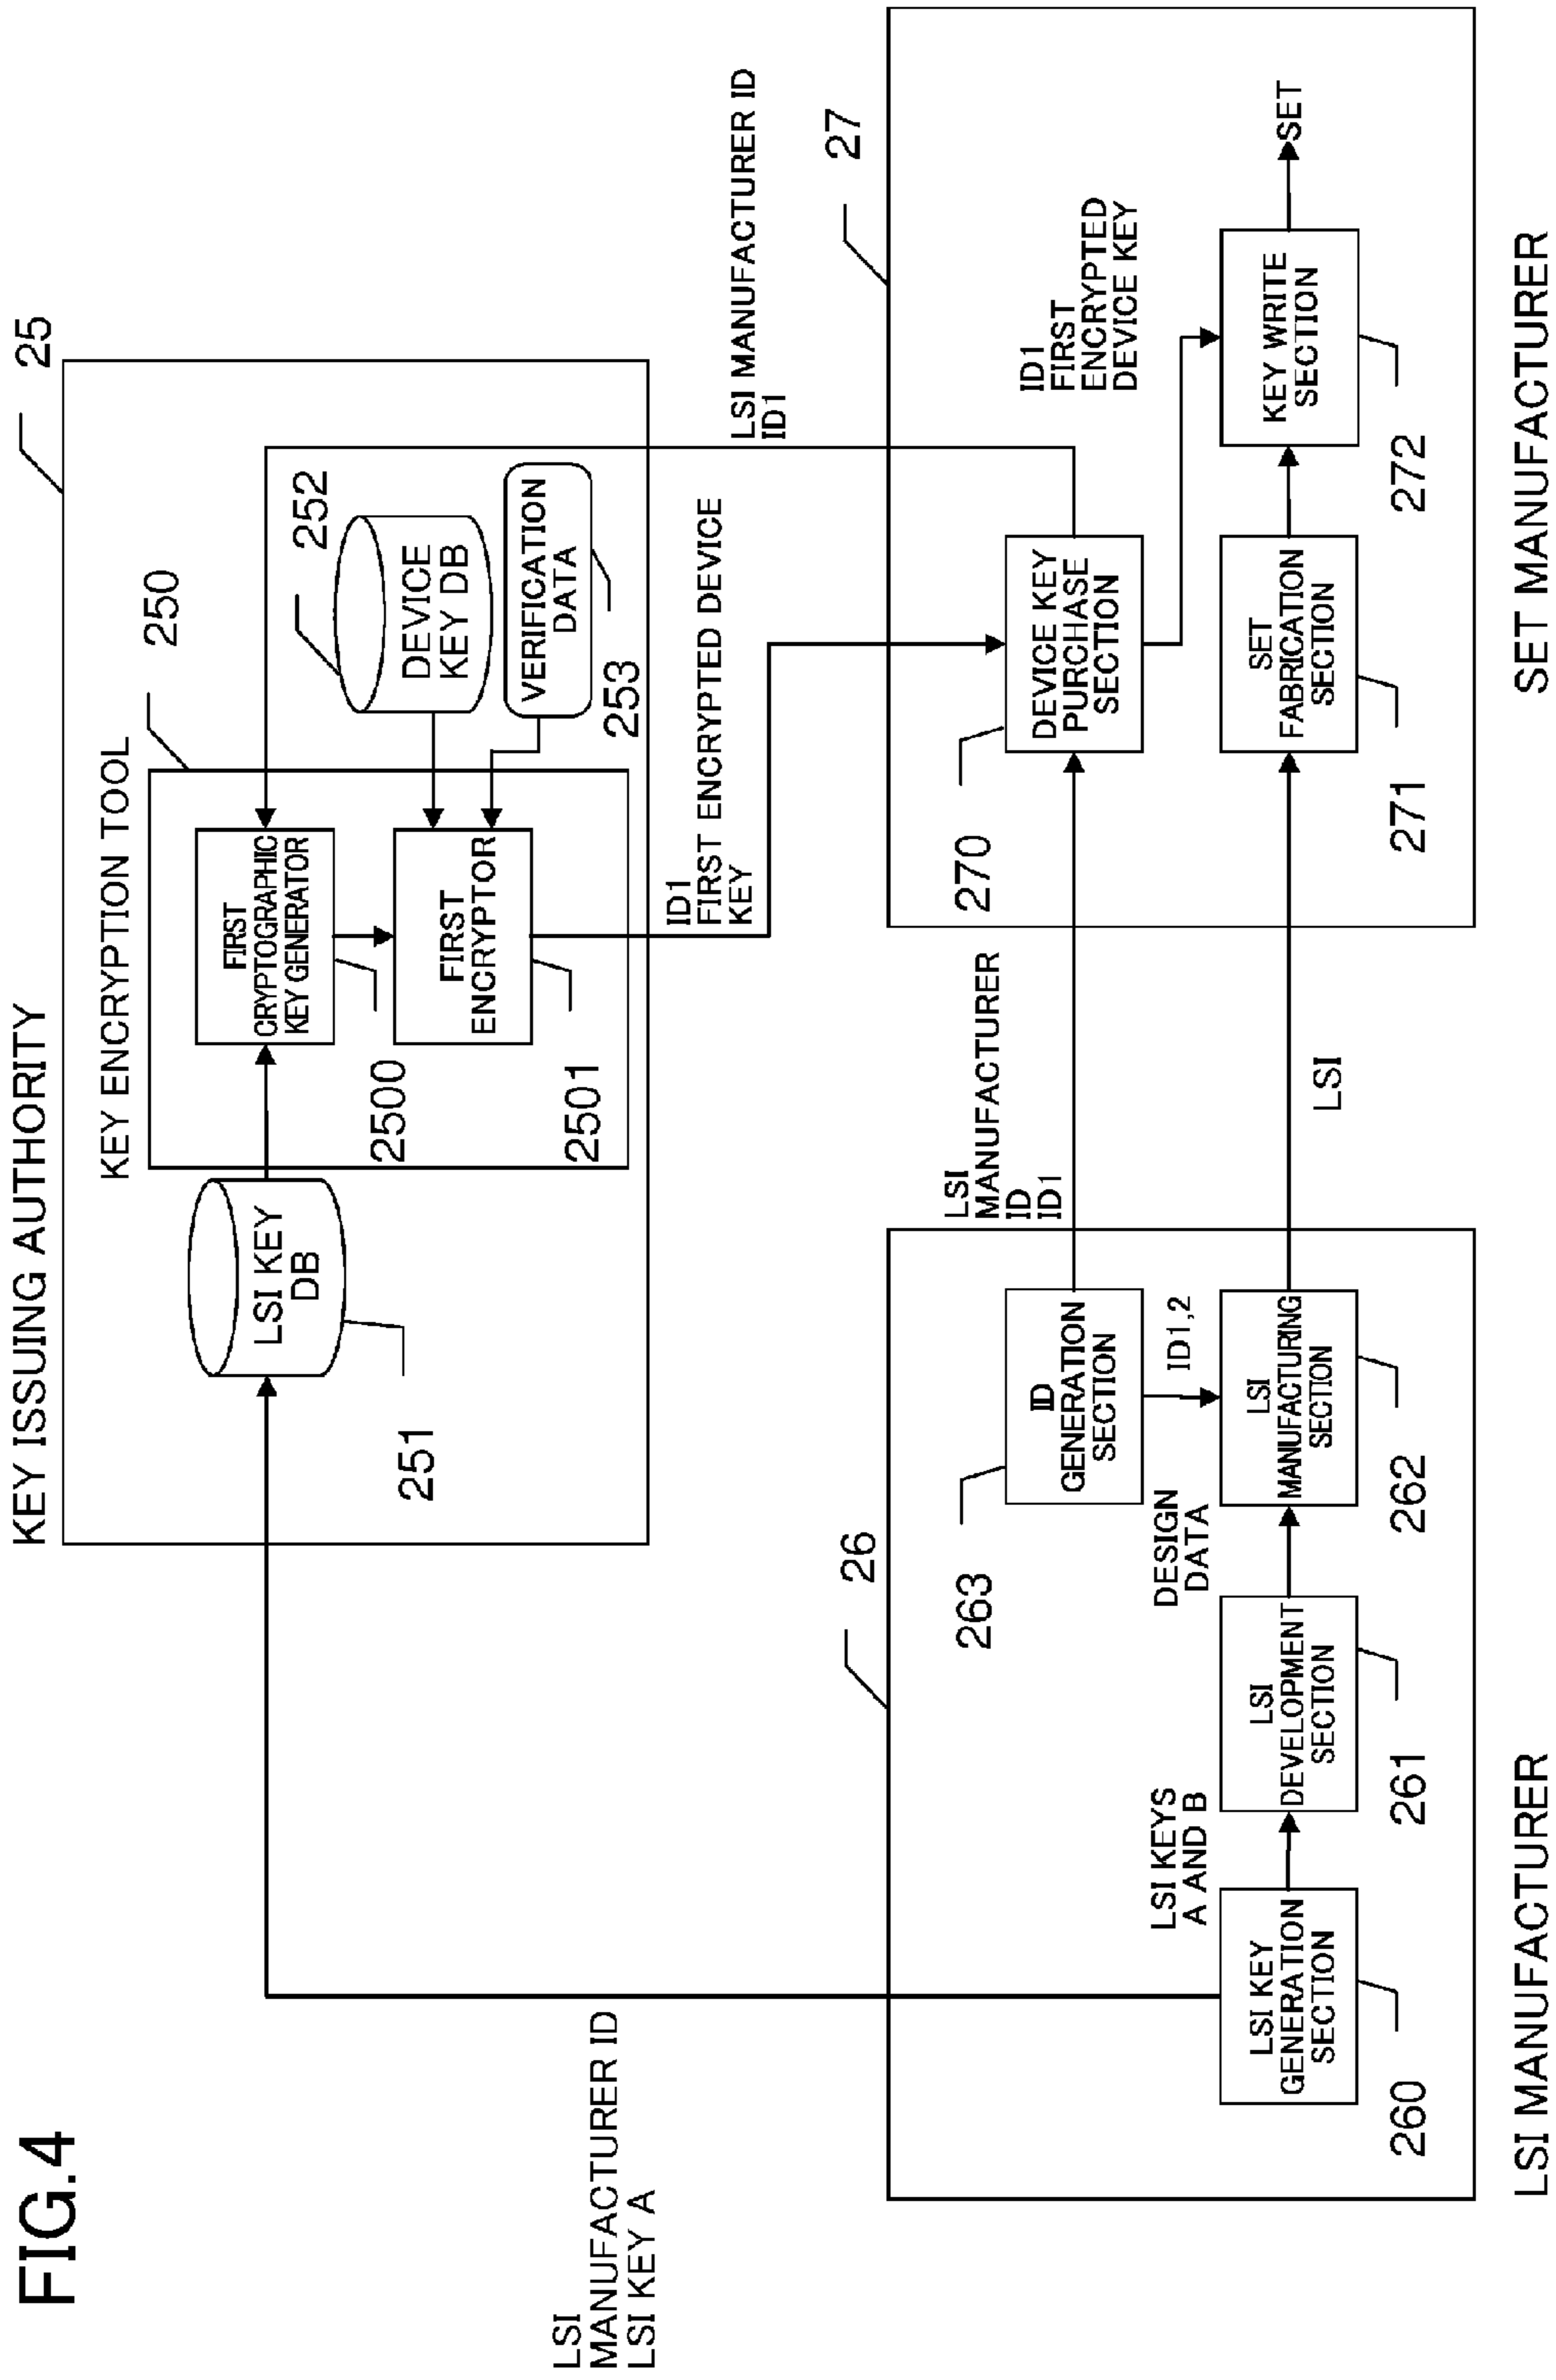 FIG.4
KEY ISSUING AUTHORITY
25
KEY ENCRYPTION TOOL
250
LSI KEY
DB
251
FIRST
CRYPTOGRAPHIC
KEY GENERATOR
2500
FIRST
ENCRYPTOR
2501
252
DEVICE
KEY DB
VERIFICATION
DATA
253
LSI
MANUFACTURER ID
LSI KEY A
ID1
FIRST ENCRYPTED DEVICE
KEY
LSI MANUFACTURER ID
ID1
26
LSI KEY
GENERATION
SECTION
260
LSI KEYS
A AND B
LSI
DEVELOPMENT
SECTION
261
DESIGN
DATA
263
ID
GENERATION
SECTION
ID1,2
LSI
MANUFACTURING
SECTION
262
LSI MANUFACTURER
LSI
MANUFACTURER
ID
ID1
LSI
27
270
DEVICE KEY
PURCHASE
SECTION
ID1
FIRST
ENCRYPTED
DEVICE KEY
SET
FABRICATION
SECTION
271
KEY WRITE
SECTION
272
SET
SET MANUFACTURER